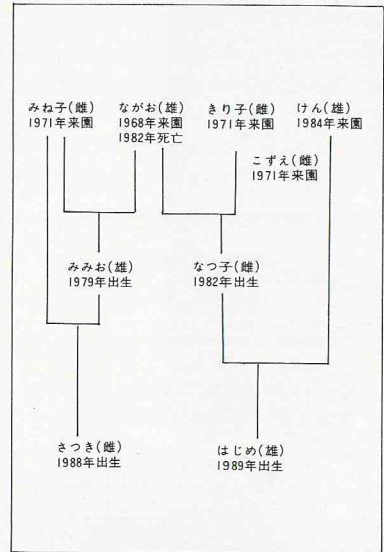 みね子(雌)
1971年来園
ながお(雄)
1968年来園
1982年死亡
きり子(雌)
1971年来園
けん(雄)
1984年来園
こずえ(雌)
1971年来園
みみお(雄)
1979年出生
なつ子(雌)
1982年出生
さつき(雌)
1988年出生
はじめ(雄)
1989年出生